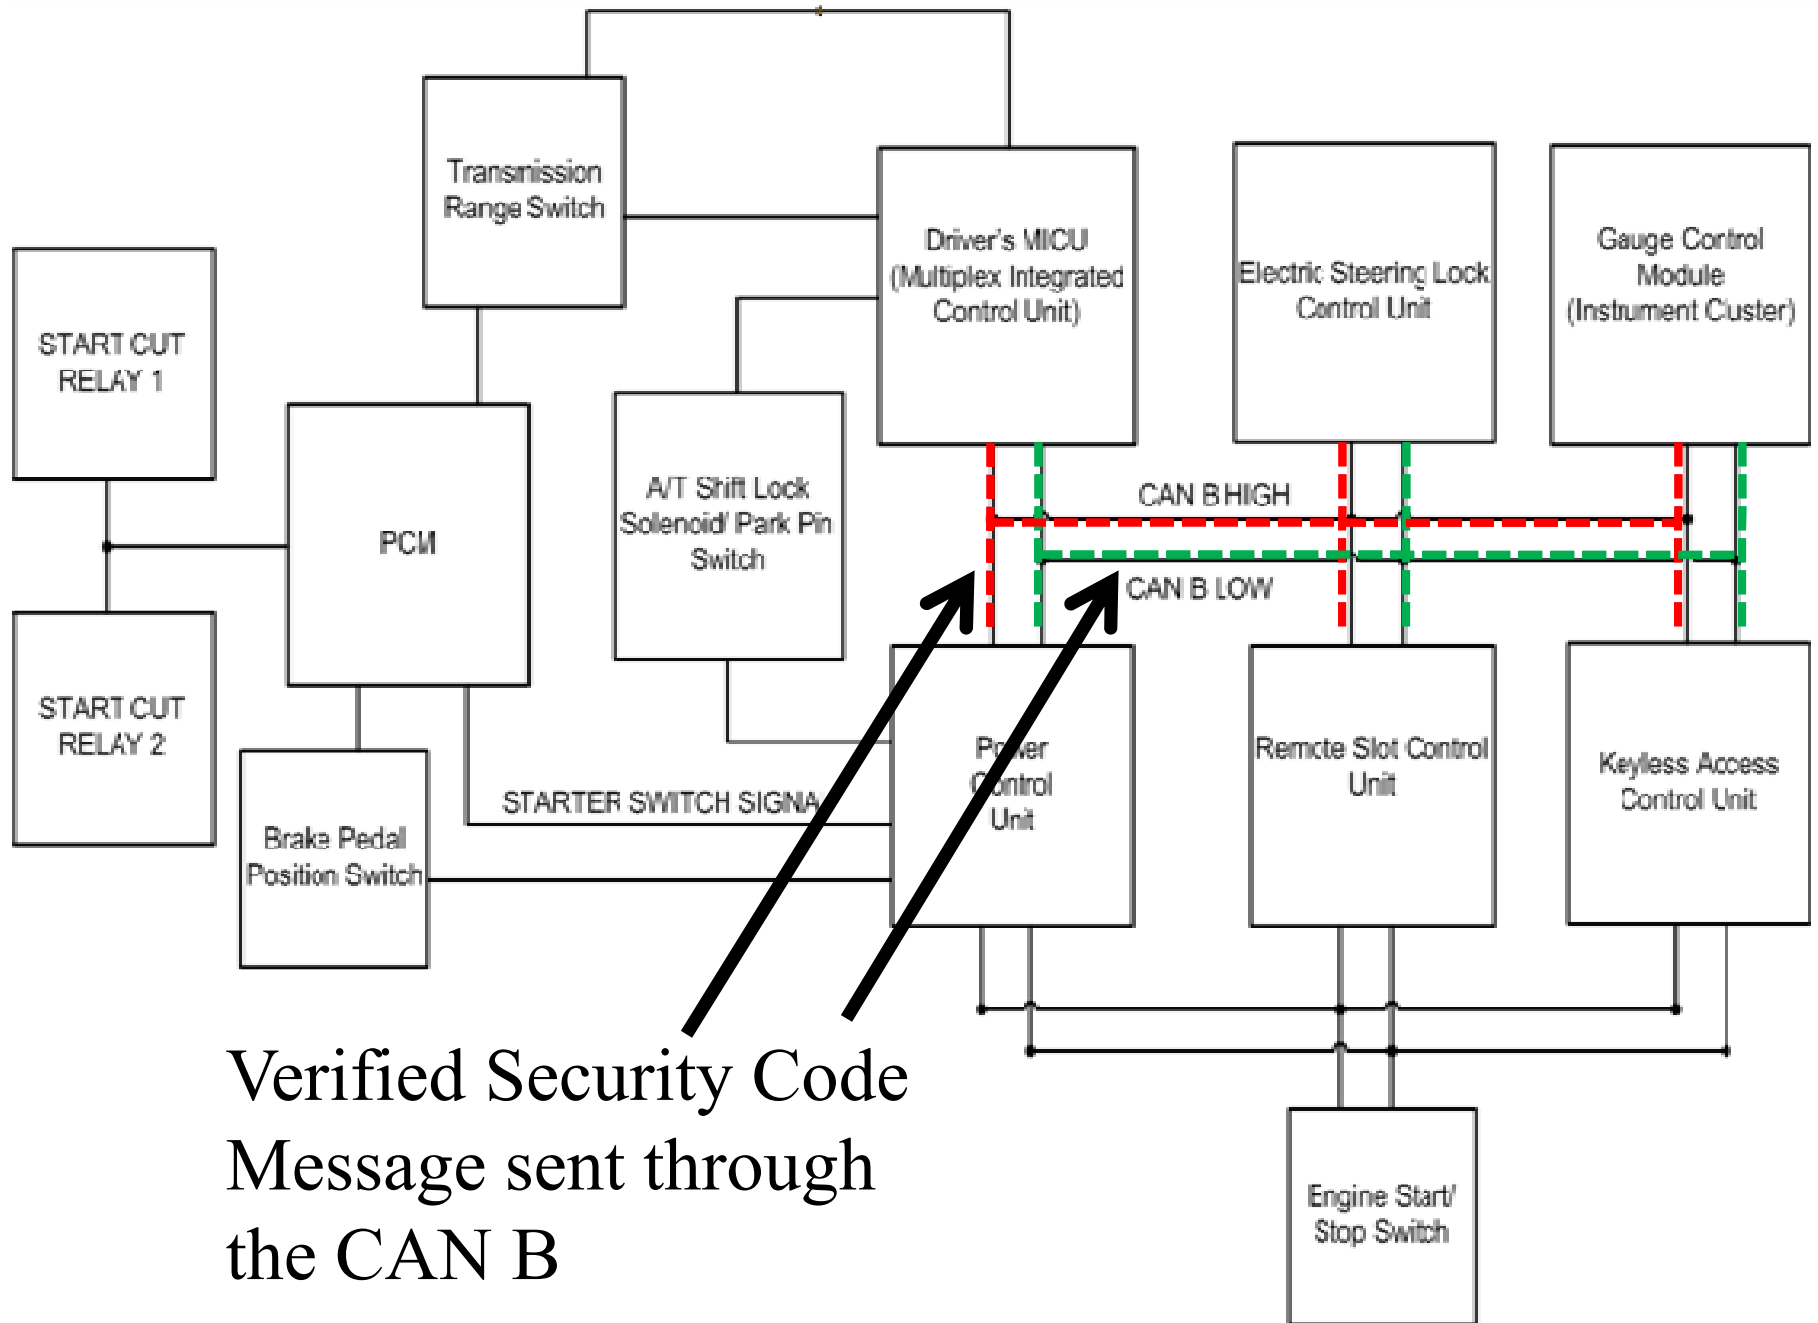 Transmission
Range Switch
Driver's MICU
(Multiplex Integrated
Control Unit)
Electric Steering Lock
Control Unit
Gauge Control
Module
(Instrument Custer)
START CUT
RELAY 1
PCM
A/T Shift Lock
Solenoid/ Park Pin
Switch
CAN B HIGH
CAN B LOW
START CUT
RELAY 2
Brake Pedal
Position Switch
STARTER SWITCH SIGNA
Power
Control
Unit
Remote Slot Control
Unit
Keyless Access
Control Unit
Verified Security Code
Message sent through
the CAN B
Engine Start/
Stop Switch